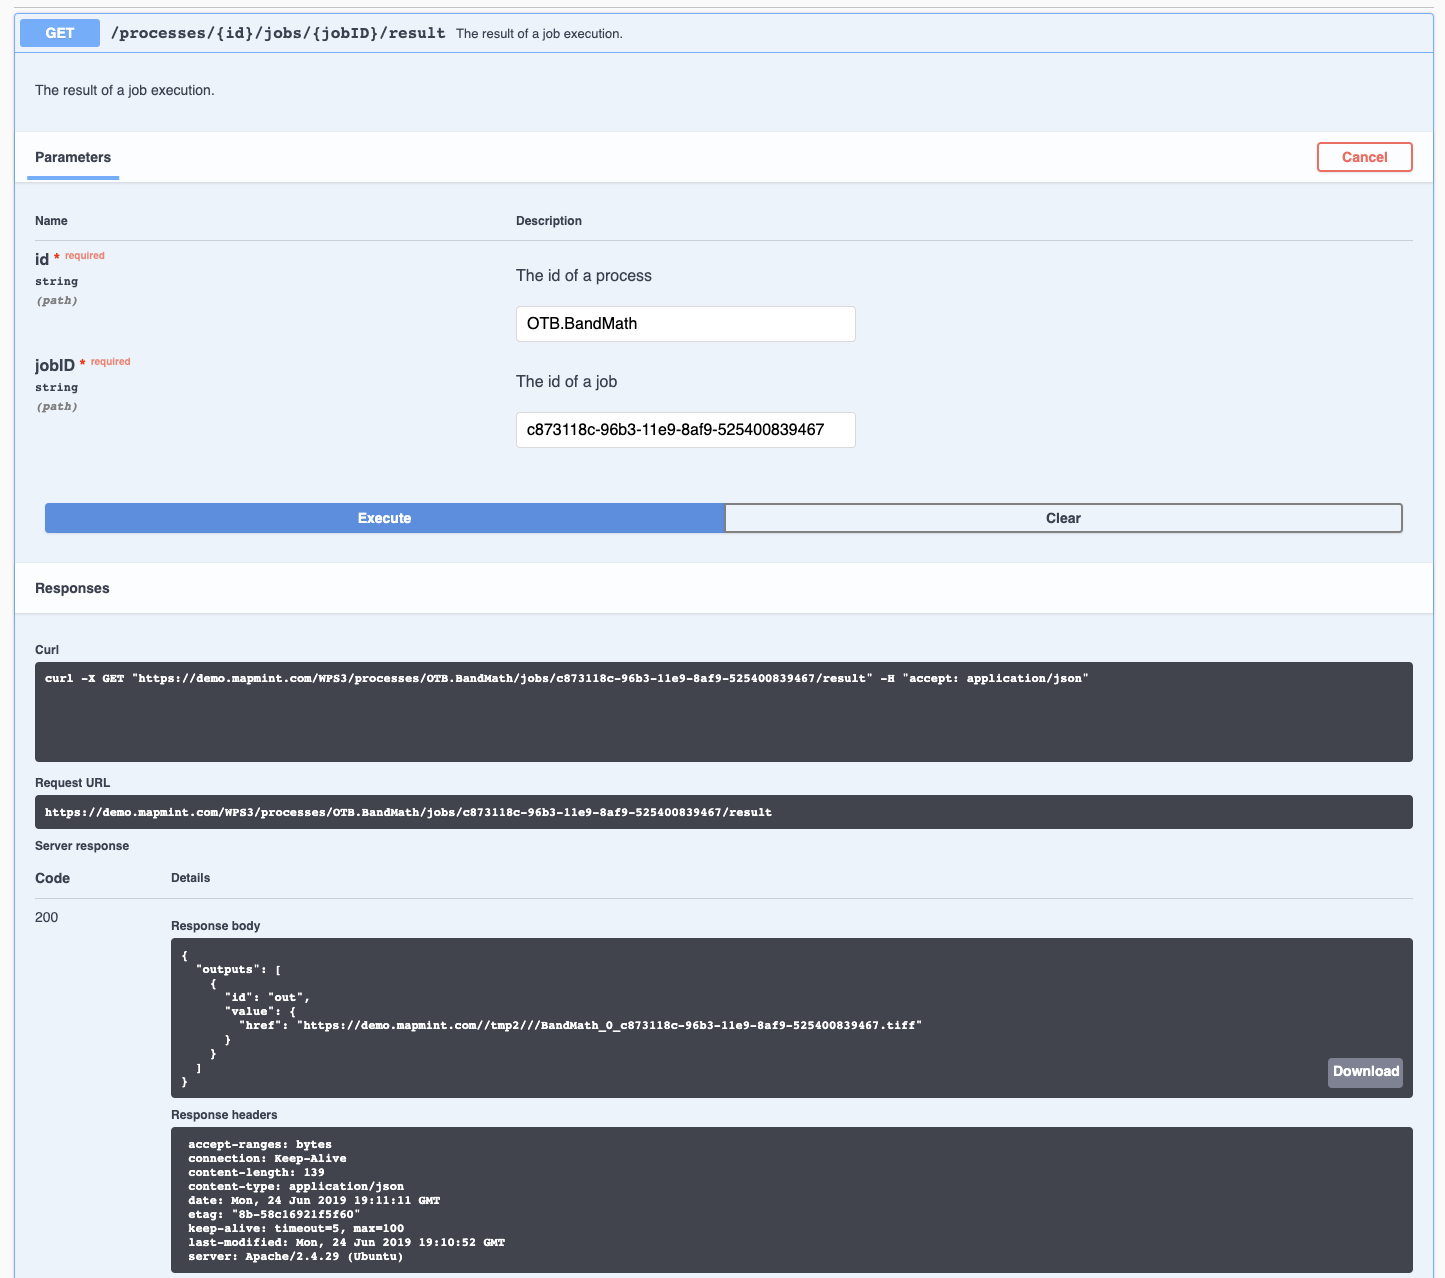 GET /processes/{id}/jobs/{jobID}/result The result of a job execution.
The result of a job execution.
Parameters Cancel
Name Description
id * required
string
(path)
The id of a process
OTB.BandMath
jobID * required
string
(path)
The id of a job
c873118c-96b3-11e9-8af9-525400839467
Execute Clear
Responses
Curl
curl -X GET "https://demo.mapmint.com/WPS3/processes/OTB.BandMath/jobs/c873118c-96b3-11e9-8af9-525400839467/result" -H "accept: application/json"
Request URL
https://demo.mapmint.com/WPS3/processes/OTB.BandMath/jobs/c873118c-96b3-11e9-8af9-525400839467/result
Server response
Code Details
200
Response body
{
  "outputs": [
    {
      "id": "out",
      "value": {
        "href": "https://demo.mapmint.com//tmp2///BandMath_0_c873118c-96b3-11e9-8af9-525400839467.tiff"
      }
    }
  ]
}
Download
Response headers
accept-ranges: bytes
connection: Keep-Alive
content-length: 139
content-type: application/json
date: Mon, 24 Jun 2019 19:11:11 GMT
etag: "8b-58c16921f5f60"
keep-alive: timeout=5, max=100
last-modified: Mon, 24 Jun 2019 19:10:52 GMT
server: Apache/2.4.29 (Ubuntu)